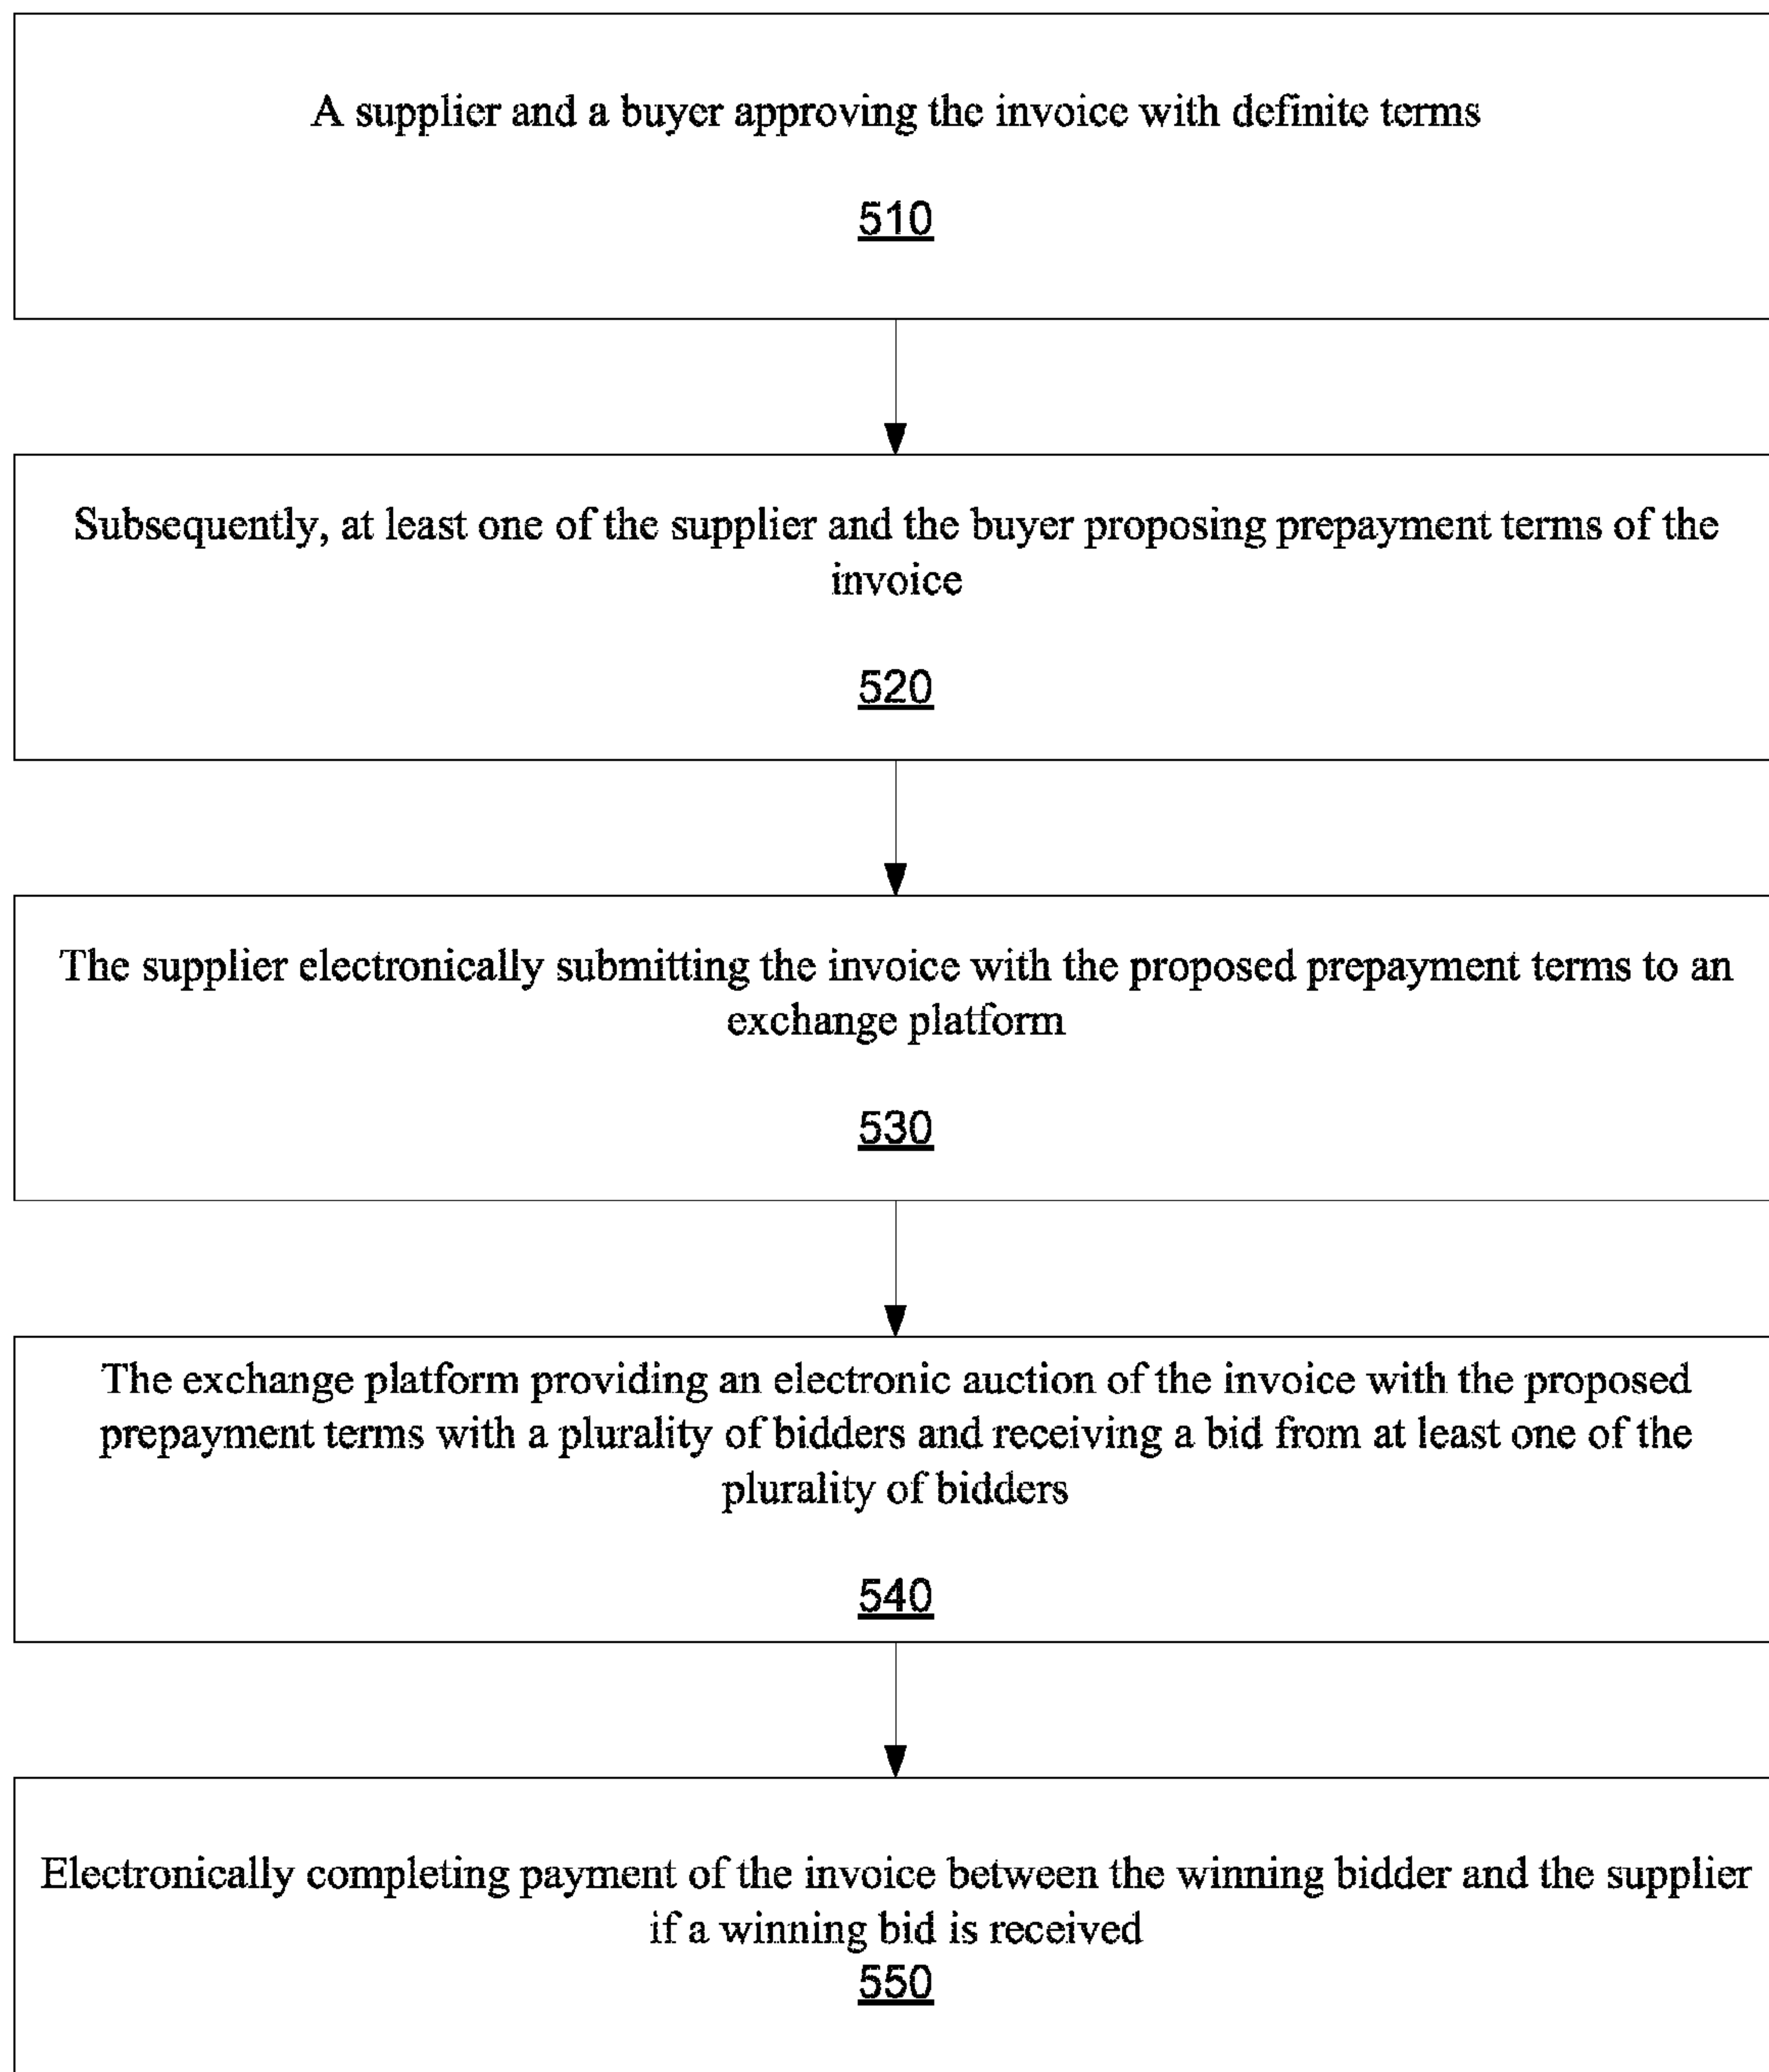 A supplier and a buyer approving the invoice with definite terms
510
Subsequently, at least one of the supplier and the buyer proposing prepayment terms of the
invoice
520
The supplier electronically submitting the invoice with the proposed prepayment terms to an
exchange platform
530
The exchange platform providing an electronic auction of the invoice with the proposed
prepayment terms with a plurality of bidders and receiving a bid from at least one of the
plurality of bidders
540
Electronically completing payment of the invoice between the winning bidder and the supplier
if a winning bid is received
550